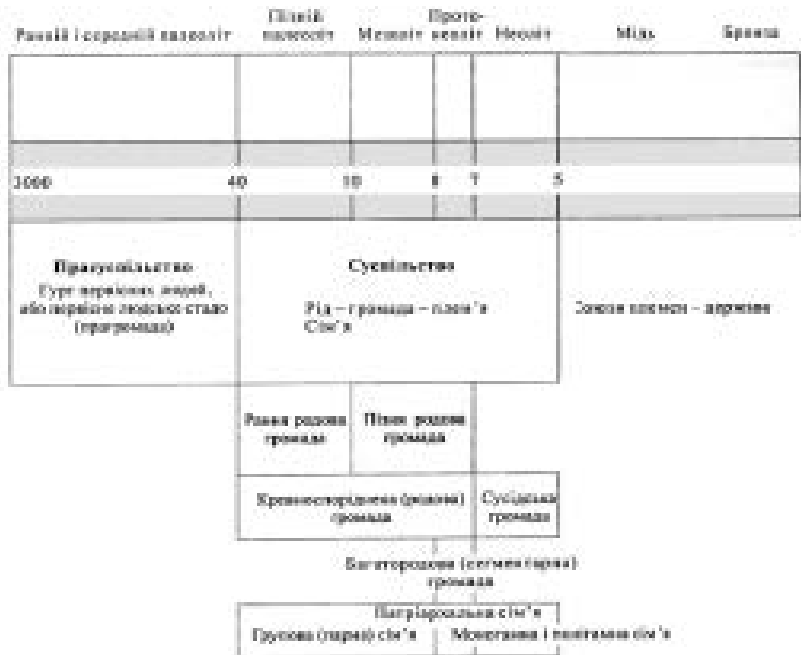 Ранній і середній палеоліт
Пізній палеоліт
Мезоліт
Прото-неоліт
Неоліт
Мідь
Бронза
3000 40 10 8 7 5
Прасуспільство
Гурт первісних людей,
або первісне людське стадо
(прагромада)
Суспільство
Рід – громада – плем'я
Сім'я
Союзи племен – держава
Рання родова
громада
Пізня родова
громада
Кровноспоріднена (родова)
громада
Сусідська
громада
Багатородова (сегментарна)
громада
Патріархальна сім'я
Групова (парна) сім'я
Моногамна і полігамна сім'я